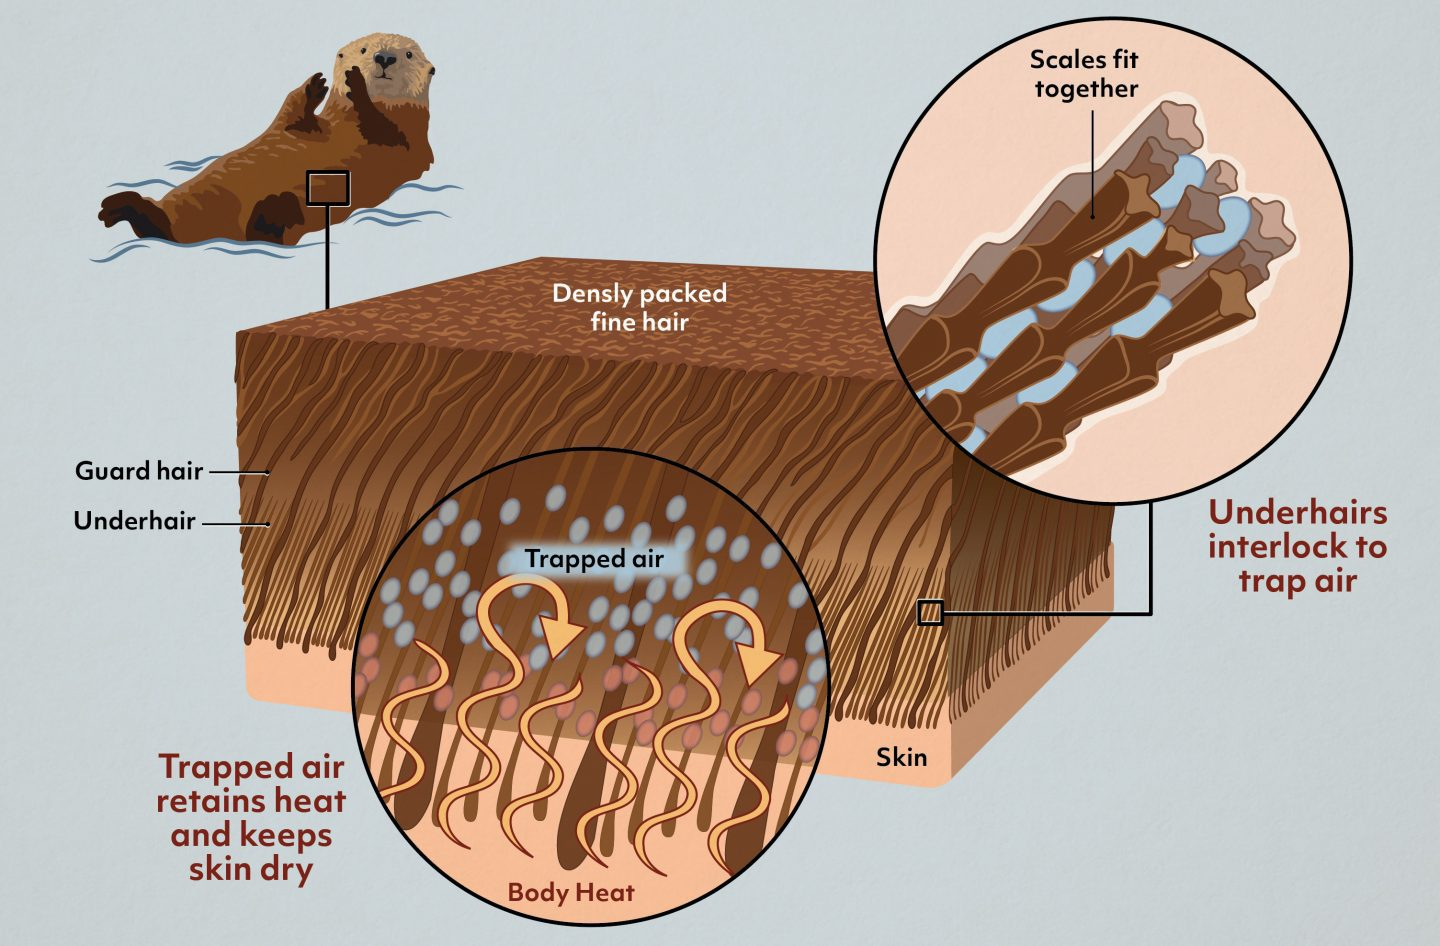 Scales fit
together
Densly packed
fine hair
Guard hair
Underhair
Trapped air
Underhairs
interlock to
trap air
Skin
Trapped air
retains heat
and keeps
skin dry
Body Heat